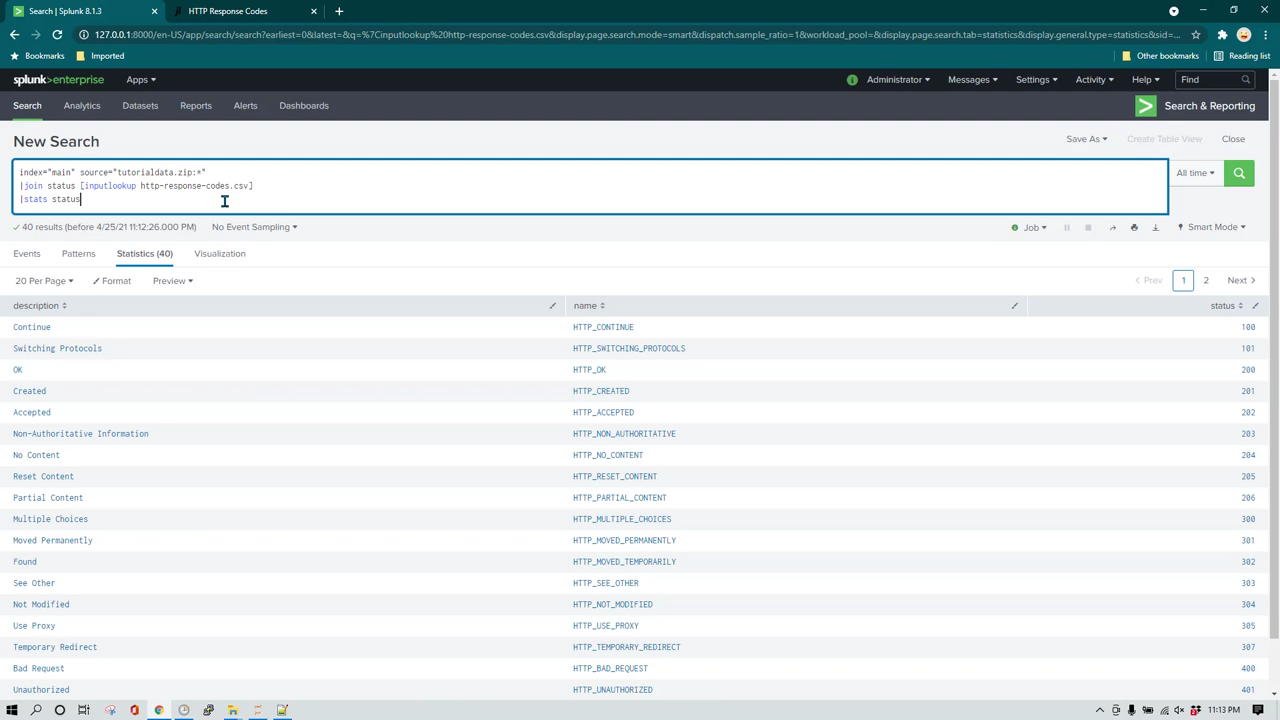 Search | Splunk 8.1.3
HTTP Response Codes
127.0.0.1:8000/en-US/app/search/search?earliest=0&latest=&q=%7Cinputlookup%20http-response-codes.csv&display.page.search.mode=smart&dispatch.sample_ratio=1&workload_pool=&display.page.search.tab=statistics&display.general.type=statistics&sid=...
Bookmarks Imported Other bookmarks Reading list
splunk>enterprise Apps Administrator Messages Settings Activity Help Find
Search Analytics Datasets Reports Alerts Dashboards Search & Reporting
New Search Save As Create Table View Close
index="main" source="tutorialdata.zip:*"
|join status [inputlookup http-response-codes.csv]
|stats status
All time
✓ 40 results (before 4/25/21 11:12:26.000 PM) No Event Sampling Job Smart Mode
Events Patterns Statistics (40) Visualization
20 Per Page Format Preview < Prev 1 2 Next >
description name status
Continue HTTP_CONTINUE 100
Switching Protocols HTTP_SWITCHING_PROTOCOLS 101
OK HTTP_OK 200
Created HTTP_CREATED 201
Accepted HTTP_ACCEPTED 202
Non-Authoritative Information HTTP_NON_AUTHORITATIVE 203
No Content HTTP_NO_CONTENT 204
Reset Content HTTP_RESET_CONTENT 205
Partial Content HTTP_PARTIAL_CONTENT 206
Multiple Choices HTTP_MULTIPLE_CHOICES 300
Moved Permanently HTTP_MOVED_PERMANENTLY 301
Found HTTP_MOVED_TEMPORARILY 302
See Other HTTP_SEE_OTHER 303
Not Modified HTTP_NOT_MODIFIED 304
Use Proxy HTTP_USE_PROXY 305
Temporary Redirect HTTP_TEMPORARY_REDIRECT 307
Bad Request HTTP_BAD_REQUEST 400
Unauthorized HTTP_UNAUTHORIZED 401
11:13 PM